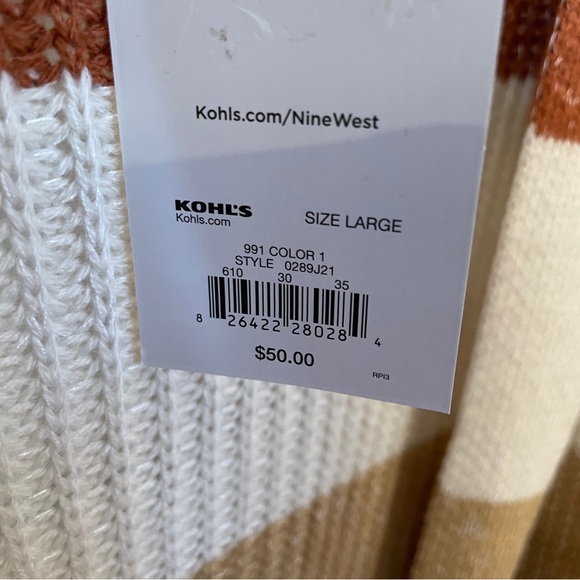 Kohls.com/NineWest
KOHL'S
Kohls.com
SIZE LARGE
991 COLOR 1
STYLE 0289J21
610 30 35
8 26422 28028 4
$50.00
RPI3